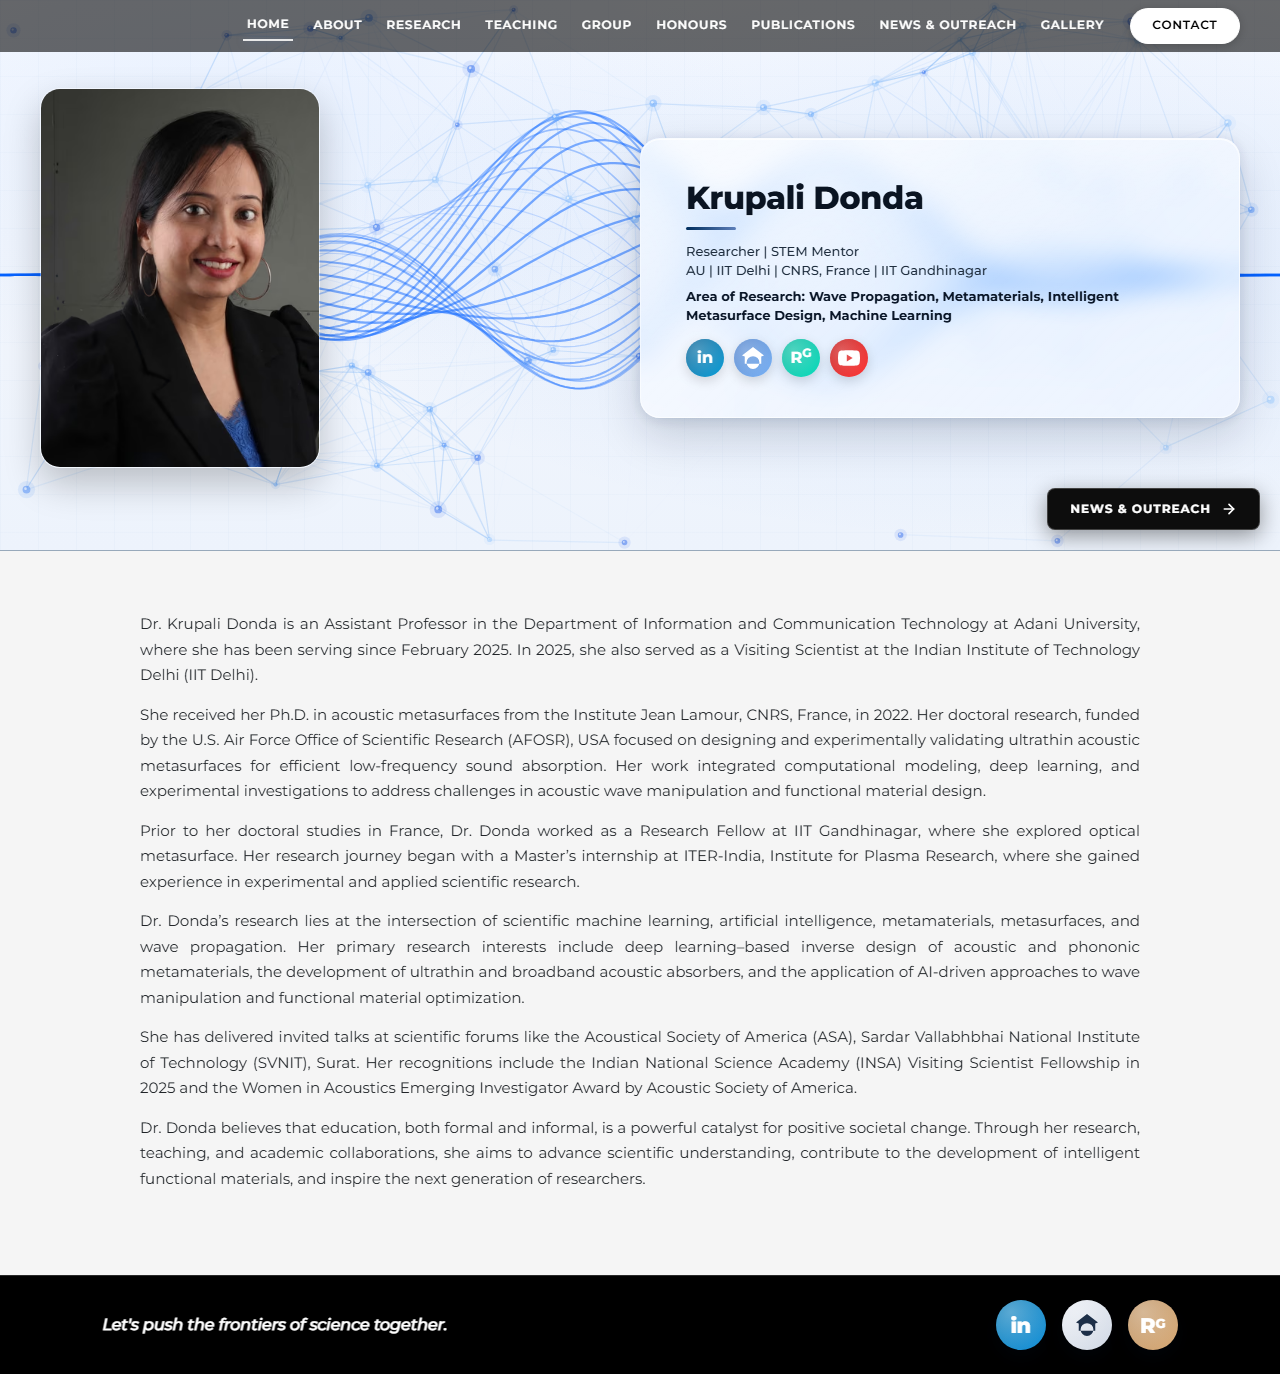 HOME ABOUT RESEARCH TEACHING GROUP HONOURS PUBLICATIONS NEWS & OUTREACH GALLERY CONTACT
Krupali Donda
Researcher | STEM Mentor
AU | IIT Delhi | CNRS, France | IIT Gandhinagar
Area of Research: Wave Propagation, Metamaterials, Intelligent
Metasurface Design, Machine Learning
in RG
NEWS & OUTREACH →
Dr. Krupali Donda is an Assistant Professor in the Department of Information and Communication Technology at Adani University,
where she has been serving since February 2025. In 2025, she also served as a Visiting Scientist at the Indian Institute of Technology
Delhi (IIT Delhi).
She received her Ph.D. in acoustic metasurfaces from the Institute Jean Lamour, CNRS, France, in 2022. Her doctoral research, funded
by the U.S. Air Force Office of Scientific Research (AFOSR), USA focused on designing and experimentally validating ultrathin acoustic
metasurfaces for efficient low-frequency sound absorption. Her work integrated computational modeling, deep learning, and
experimental investigations to address challenges in acoustic wave manipulation and functional material design.
Prior to her doctoral studies in France, Dr. Donda worked as a Research Fellow at IIT Gandhinagar, where she explored optical
metasurface. Her research journey began with a Master’s internship at ITER-India, Institute for Plasma Research, where she gained
experience in experimental and applied scientific research.
Dr. Donda’s research lies at the intersection of scientific machine learning, artificial intelligence, metamaterials, metasurfaces, and
wave propagation. Her primary research interests include deep learning–based inverse design of acoustic and phononic
metamaterials, the development of ultrathin and broadband acoustic absorbers, and the application of AI-driven approaches to wave
manipulation and functional material optimization.
She has delivered invited talks at scientific forums like the Acoustical Society of America (ASA), Sardar Vallabhbhai National Institute
of Technology (SVNIT), Surat. Her recognitions include the Indian National Science Academy (INSA) Visiting Scientist Fellowship in
2025 and the Women in Acoustics Emerging Investigator Award by Acoustic Society of America.
Dr. Donda believes that education, both formal and informal, is a powerful catalyst for positive societal change. Through her research,
teaching, and academic collaborations, she aims to advance scientific understanding, contribute to the development of intelligent
functional materials, and inspire the next generation of researchers.
Let's push the frontiers of science together.
in RG